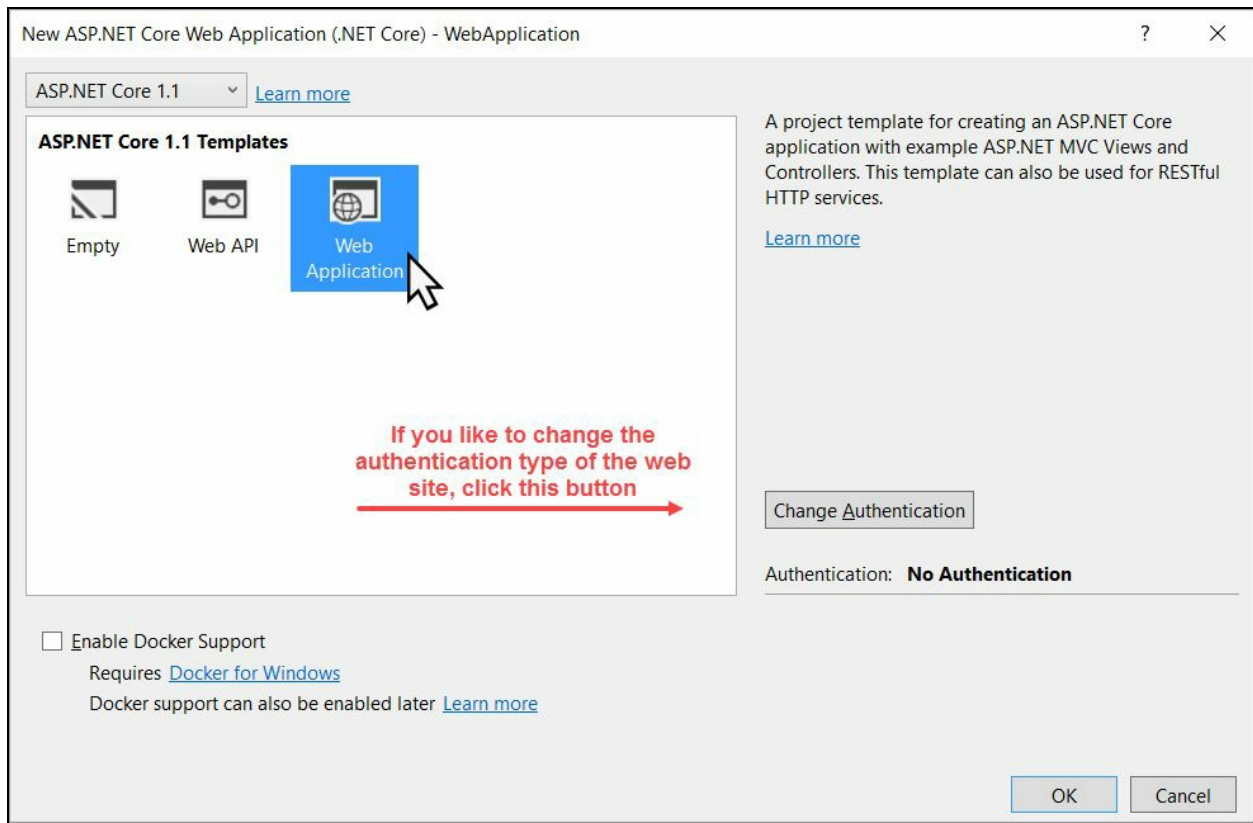 New ASP.NET Core Web Application (.NET Core) - WebApplication
?
ASP.NET Core 1.1
Learn more
ASP.NET Core 1.1 Templates
Empty
Web API
Web
Application
A project template for creating an ASP.NET Core
application with example ASP.NET MVC Views and
Controllers. This template can also be used for RESTful
HTTP services.
Learn more
If you like to change the
authentication type of the web
site, click this button
Change Authentication
Authentication: No Authentication
Enable Docker Support
Requires Docker for Windows
Docker support can also be enabled later Learn more
OK
Cancel